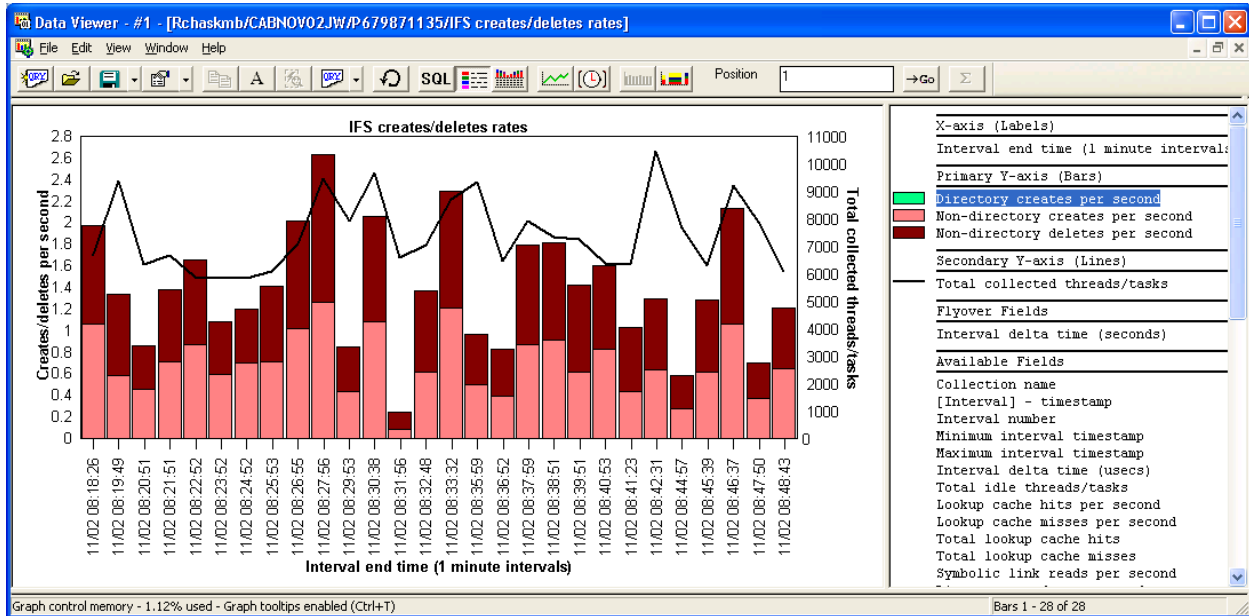 Data Viewer - #1 - [Rchaskmb/CABNOV02JW/P679871135/IFS creates/deletes rates]
File Edit View Window Help
QRY A QRY SQL Position 1 →Go Σ
IFS creates/deletes rates
Creates/deletes per second
2.8
2.6
2.4
2.2
2
1.8
1.6
1.4
1.2
1
0.8
0.6
0.4
0.2
0
11000
10000
9000
8000
7000
6000
5000
4000
3000
2000
1000
0
Total collected threads/tasks
11/02 08:18:26
11/02 08:19:49
11/02 08:20:51
11/02 08:21:51
11/02 08:22:52
11/02 08:23:52
11/02 08:24:52
11/02 08:25:53
11/02 08:26:55
11/02 08:27:56
11/02 08:29:53
11/02 08:30:38
11/02 08:31:56
11/02 08:32:48
11/02 08:33:32
11/02 08:35:59
11/02 08:36:52
11/02 08:37:59
11/02 08:38:51
11/02 08:39:51
11/02 08:40:53
11/02 08:41:23
11/02 08:42:31
11/02 08:44:57
11/02 08:45:39
11/02 08:46:37
11/02 08:47:50
11/02 08:48:43
Interval end time (1 minute intervals)
X-axis (Labels)
Interval end time (1 minute intervals
Primary Y-axis (Bars)
Directory creates per second
Non-directory creates per second
Non-directory deletes per second
Secondary Y-axis (Lines)
Total collected threads/tasks
Flyover Fields
Interval delta time (seconds)
Available Fields
Collection name
[Interval] - timestamp
Interval number
Minimum interval timestamp
Maximum interval timestamp
Interval delta time (usecs)
Total idle threads/tasks
Lookup cache hits per second
Lookup cache misses per second
Total lookup cache hits
Total lookup cache misses
Symbolic link reads per second
Graph control memory - 1.12% used - Graph tooltips enabled (Ctrl+T)
Bars 1 - 28 of 28